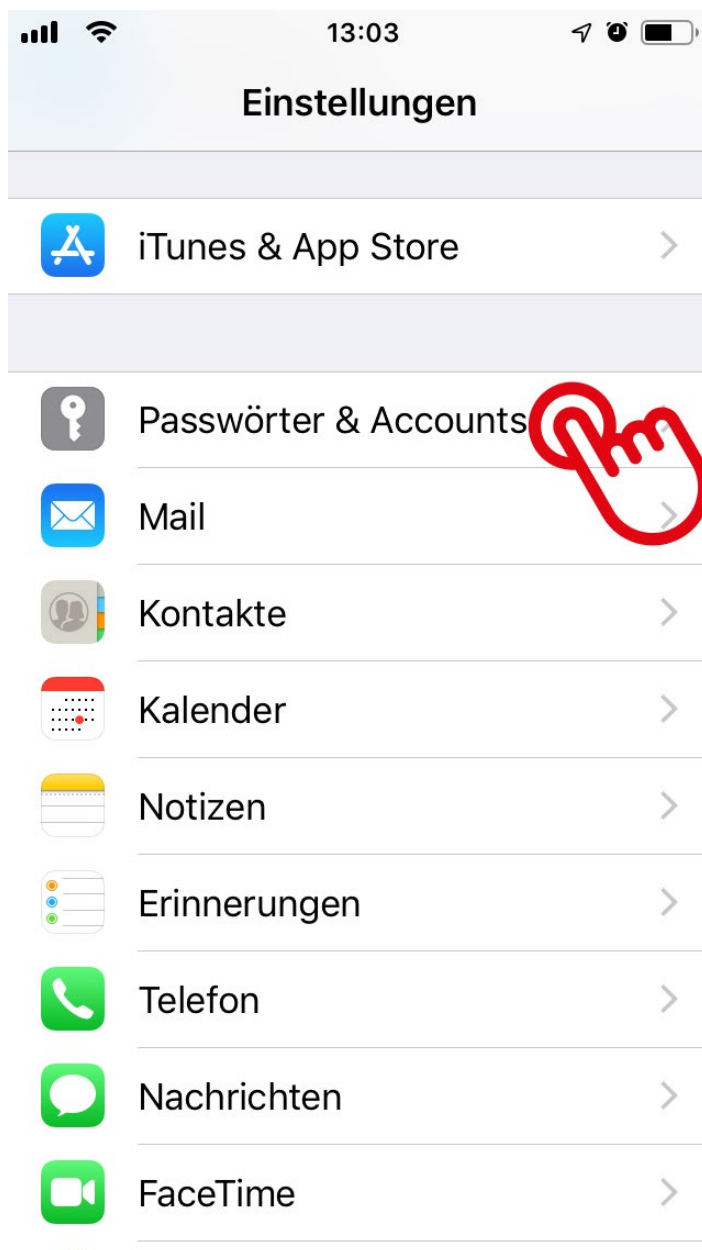 13:03
Einstellungen
iTunes & App Store
Passwörter & Accounts
Mail
Kontakte
Kalender
Notizen
Erinnerungen
Telefon
Nachrichten
FaceTime